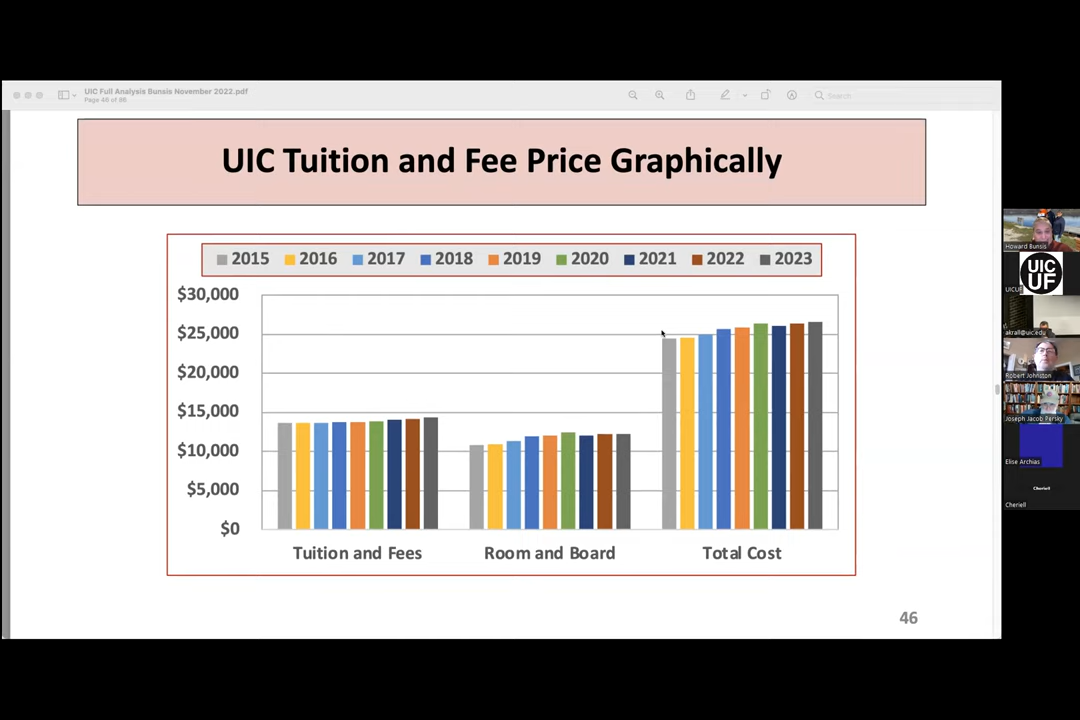 UIC Full Analysis Bunsis November 2022.pdf
Page 46 of 96
Search
UIC Tuition and Fee Price Graphically
2015 2016 2017 2018 2019 2020 2021 2022 2023
$30,000
$25,000
$20,000
$15,000
$10,000
$5,000
$0
Tuition and Fees Room and Board Total Cost
46
Howard Bunsis
UIC
UF
UICUF
akrall@uic.edu
Robert Johnston
Joseph Jacob Persky
Elise Archias
Cheriell
Cheriell